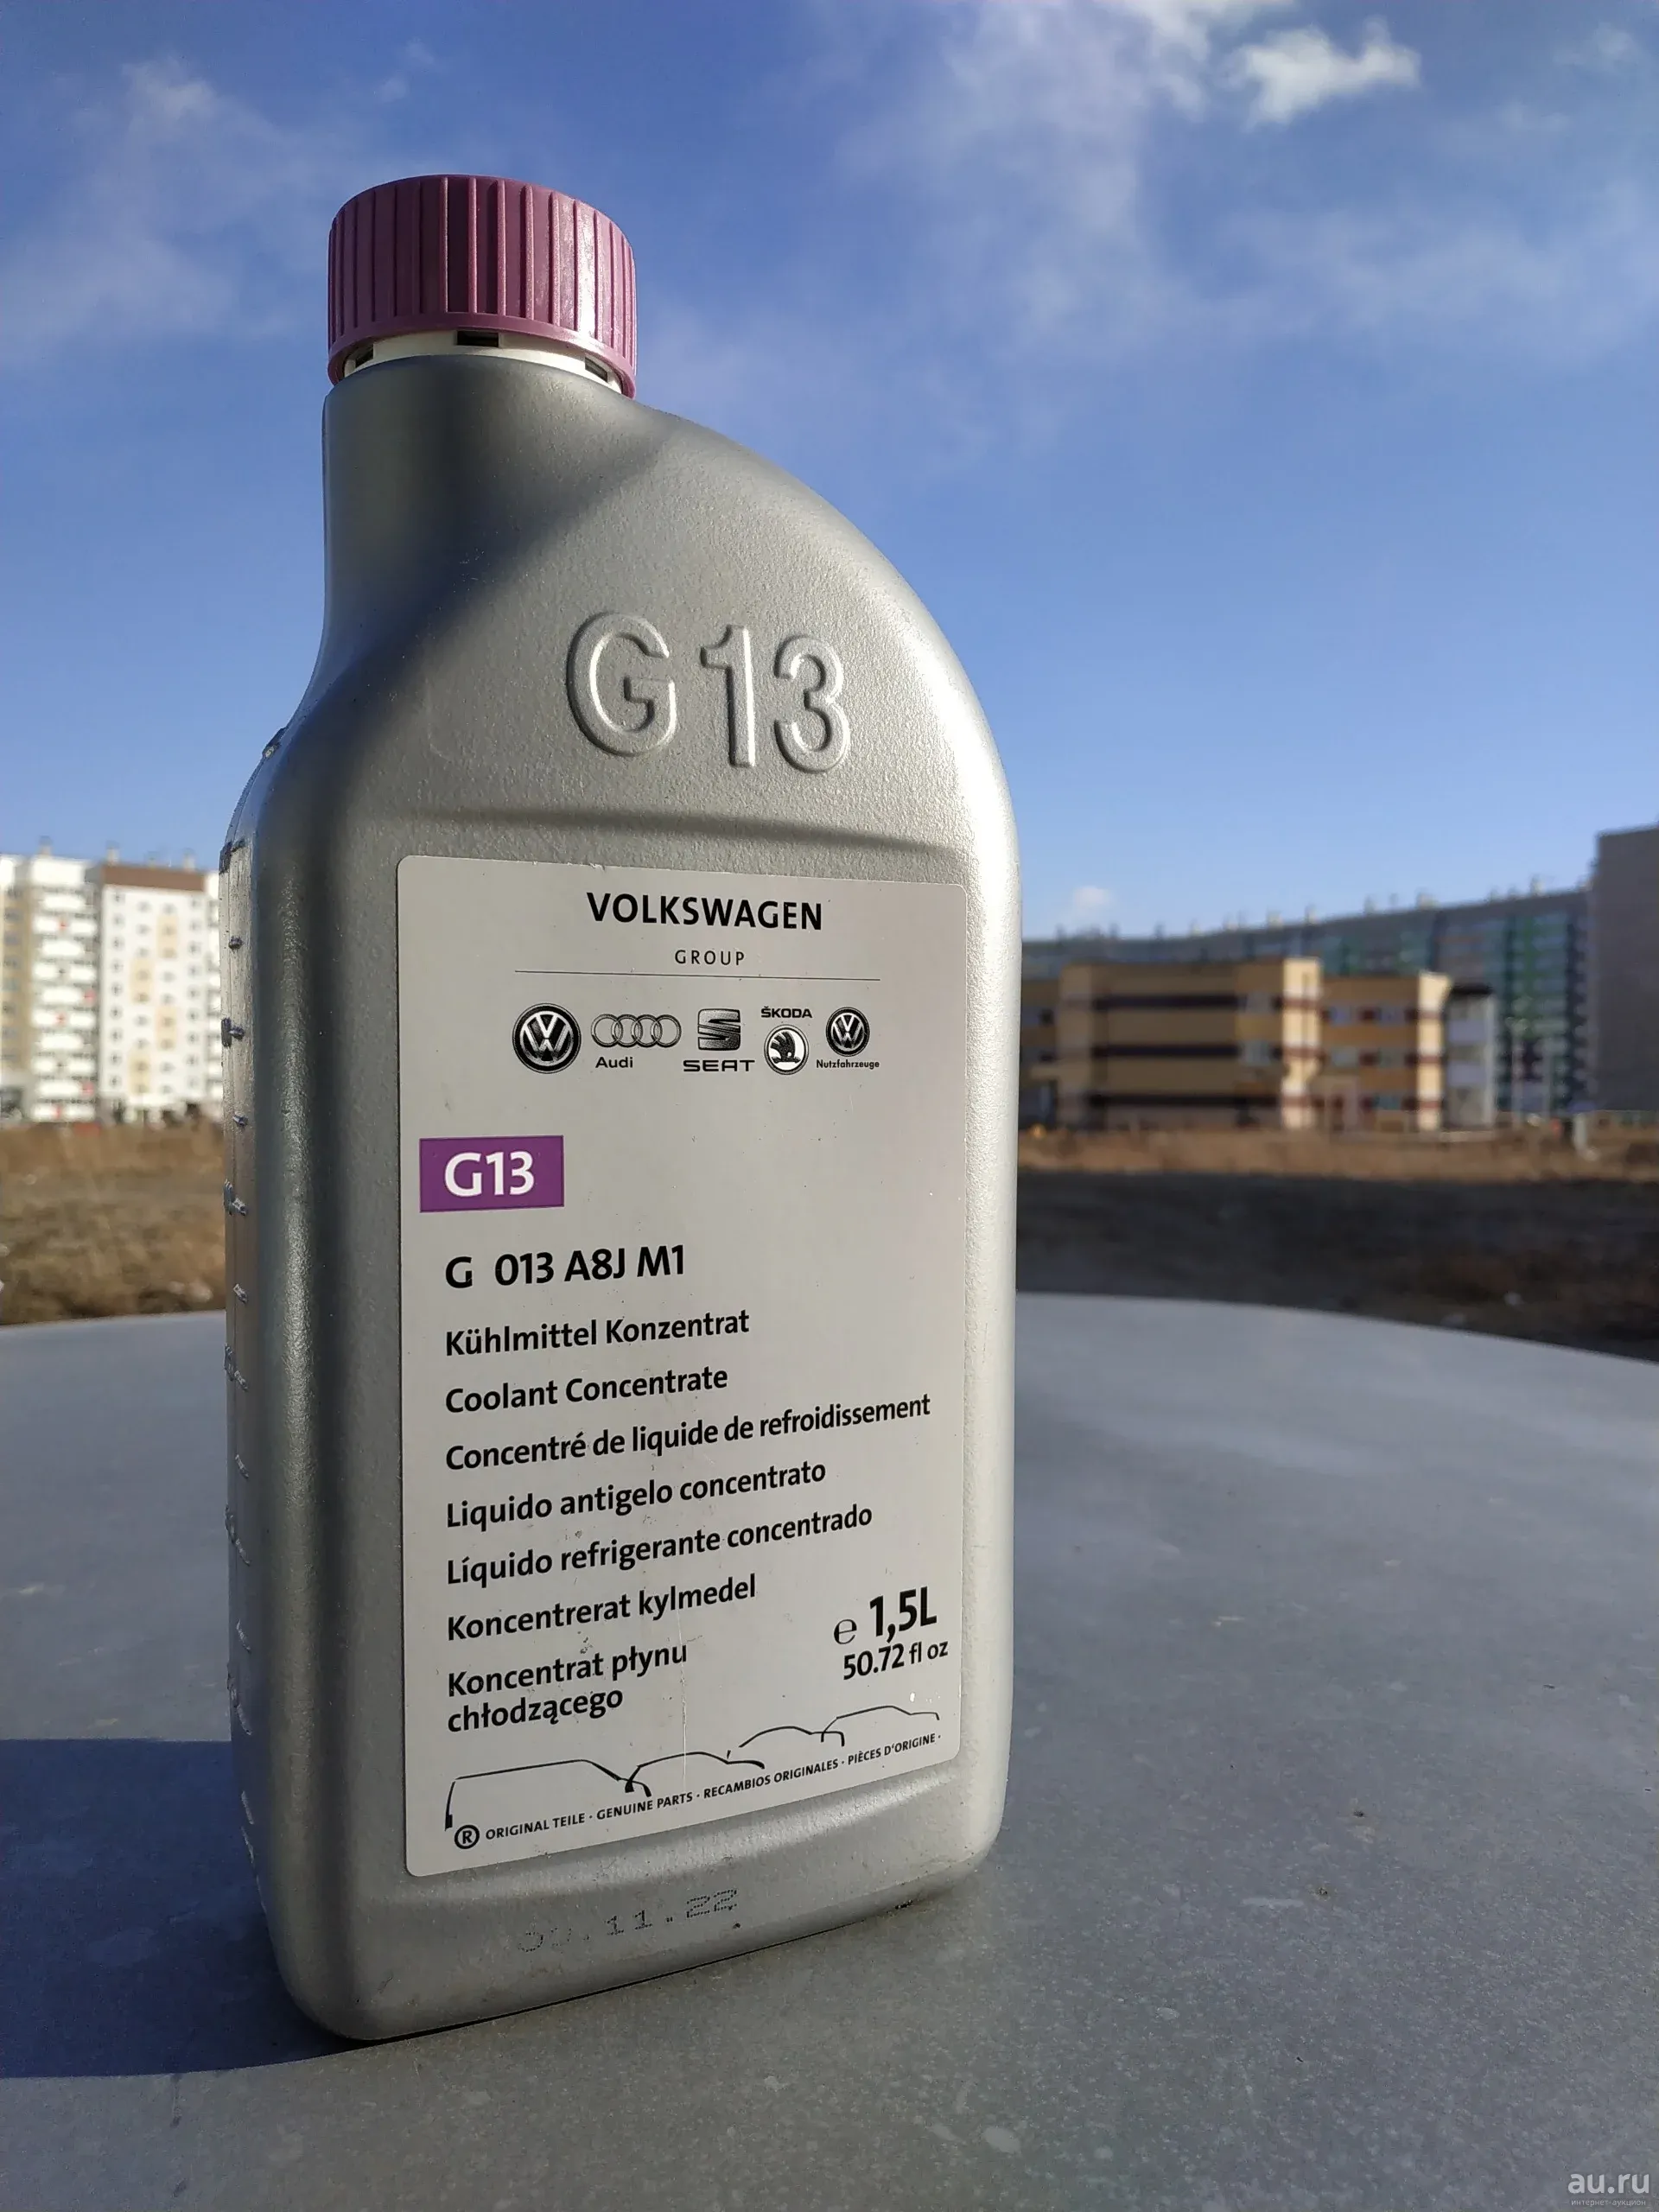 G13
VOLKSWAGEN
GROUP
Audi
SEAT
ŠKODA
Nutzfahrzeuge
G13
G 013 A8J M1
Kühlmittel Konzentrat
Coolant Concentrate
Concentré de liquide de refroidissement
Liquido antigelo concentrato
Líquido refrigerante concentrado
Koncentrerat kylmedel
Koncentrat płynu
chłodzącego
e 1,5L
50.72 fl oz
® ORIGINAL TEILE · GENUINE PARTS · RECAMBIOS ORIGINALES · PIÈCES D'ORIGINE ·
.11.22
au.ru
интернет-аукцион